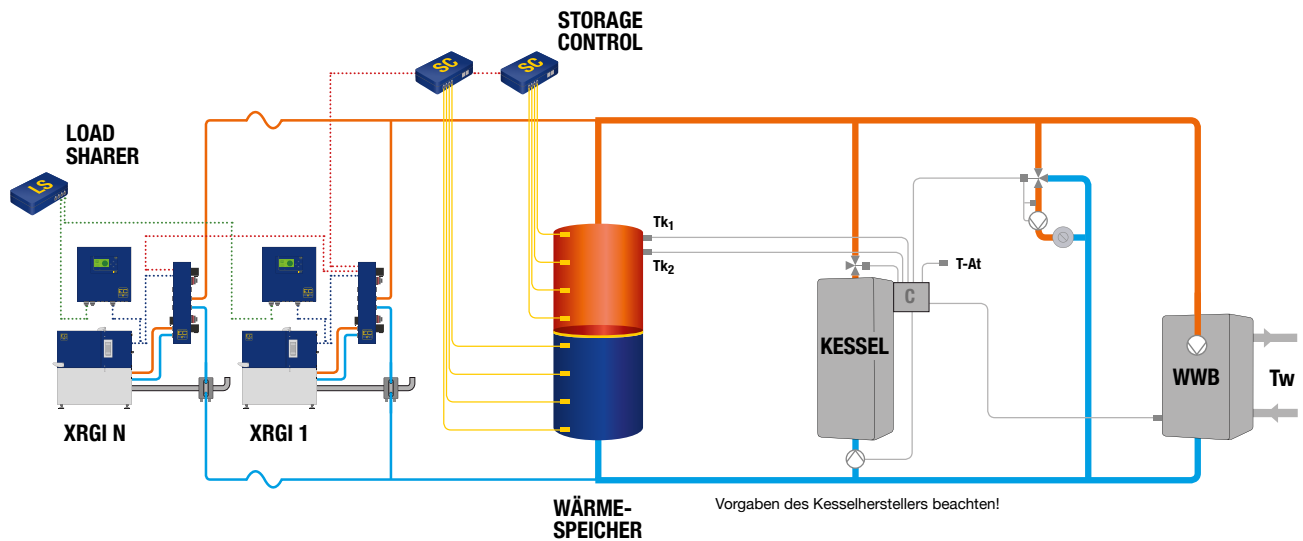 STORAGE
CONTROL
SC
SC
LOAD
SHARER
LS
Tk1
Tk2
T-At
C
KESSEL
WWB
Tw
XRGI N
XRGI 1
WÄRME-
SPEICHER
Vorgaben des Kesselherstellers beachten!